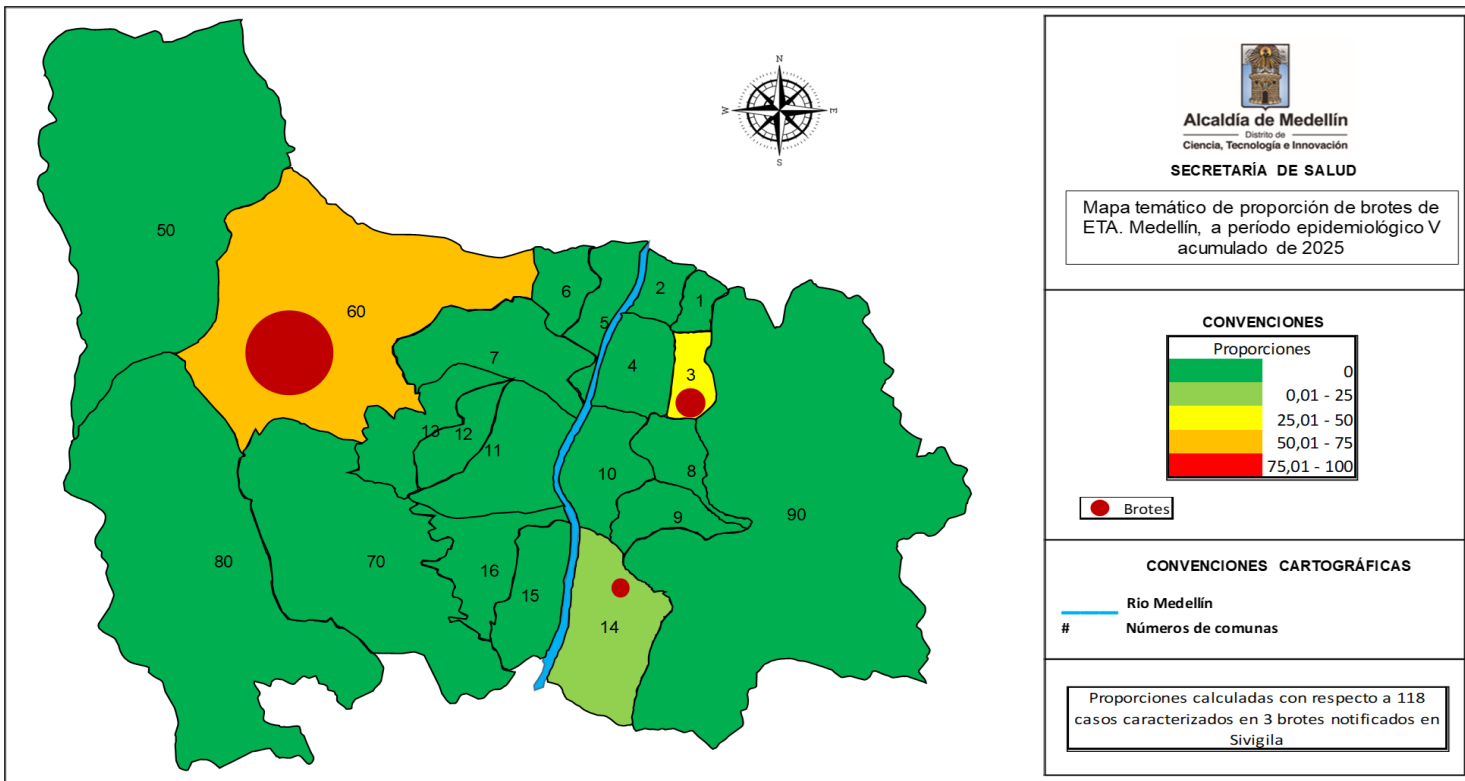 N
W
E
S
50
60
6
5
2
1
7
4
3
13
12
11
10
8
9
90
80
70
16
15
14
Alcaldía de Medellín
Distrito de
Ciencia, Tecnología e Innovación
SECRETARÍA DE SALUD
Mapa temático de proporción de brotes de
ETA. Medellín, a período epidemiológico V
acumulado de 2025
CONVENCIONES
Proporciones
0
0,01 - 25
25,01 - 50
50,01 - 75
75,01 - 100
Brotes
CONVENCIONES CARTOGRÁFICAS
Rio Medellín
# Números de comunas
Proporciones calculadas con respecto a 118
casos caracterizados en 3 brotes notificados en
Sivigila